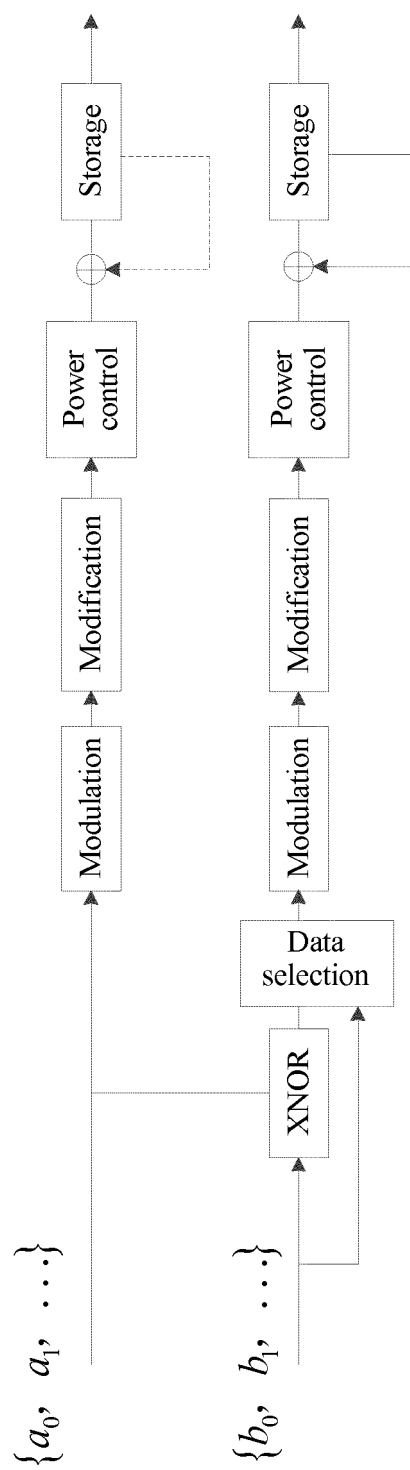 {a₀, a₁, …}
Modulation
Modification
Power
control
Storage
{b₀, b₁, …}
XNOR
Data
selection
Modulation
Modification
Power
control
Storage